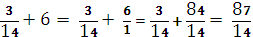 3/14 + 6 = 3/14 + 6/1 = 3/14 + 84/14 = 87/14